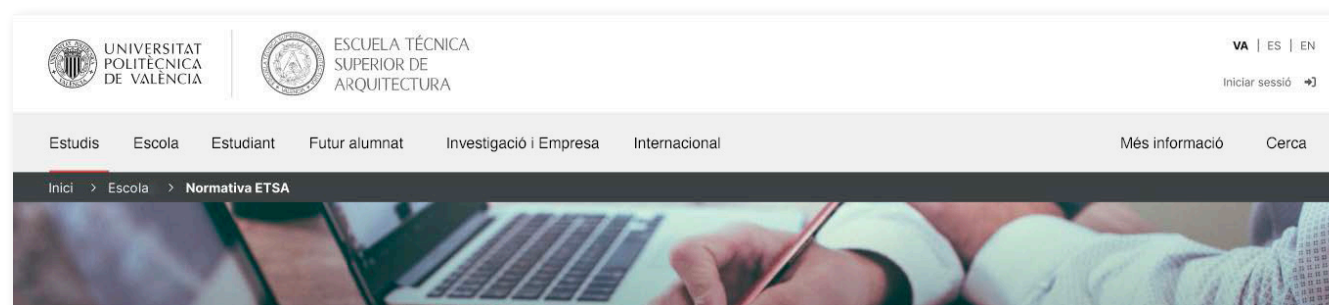 UNIVERSITAT
POLITÈCNICA
DE VALÈNCIA
ESCUELA TÉCNICA
SUPERIOR DE
ARQUITECTURA
VA | ES | EN
Iniciar sessió
Estudis Escola Estudiant Futur alumnat Investigació i Empresa Internacional Més informació Cerca
Inici > Escola > Normativa ETSA